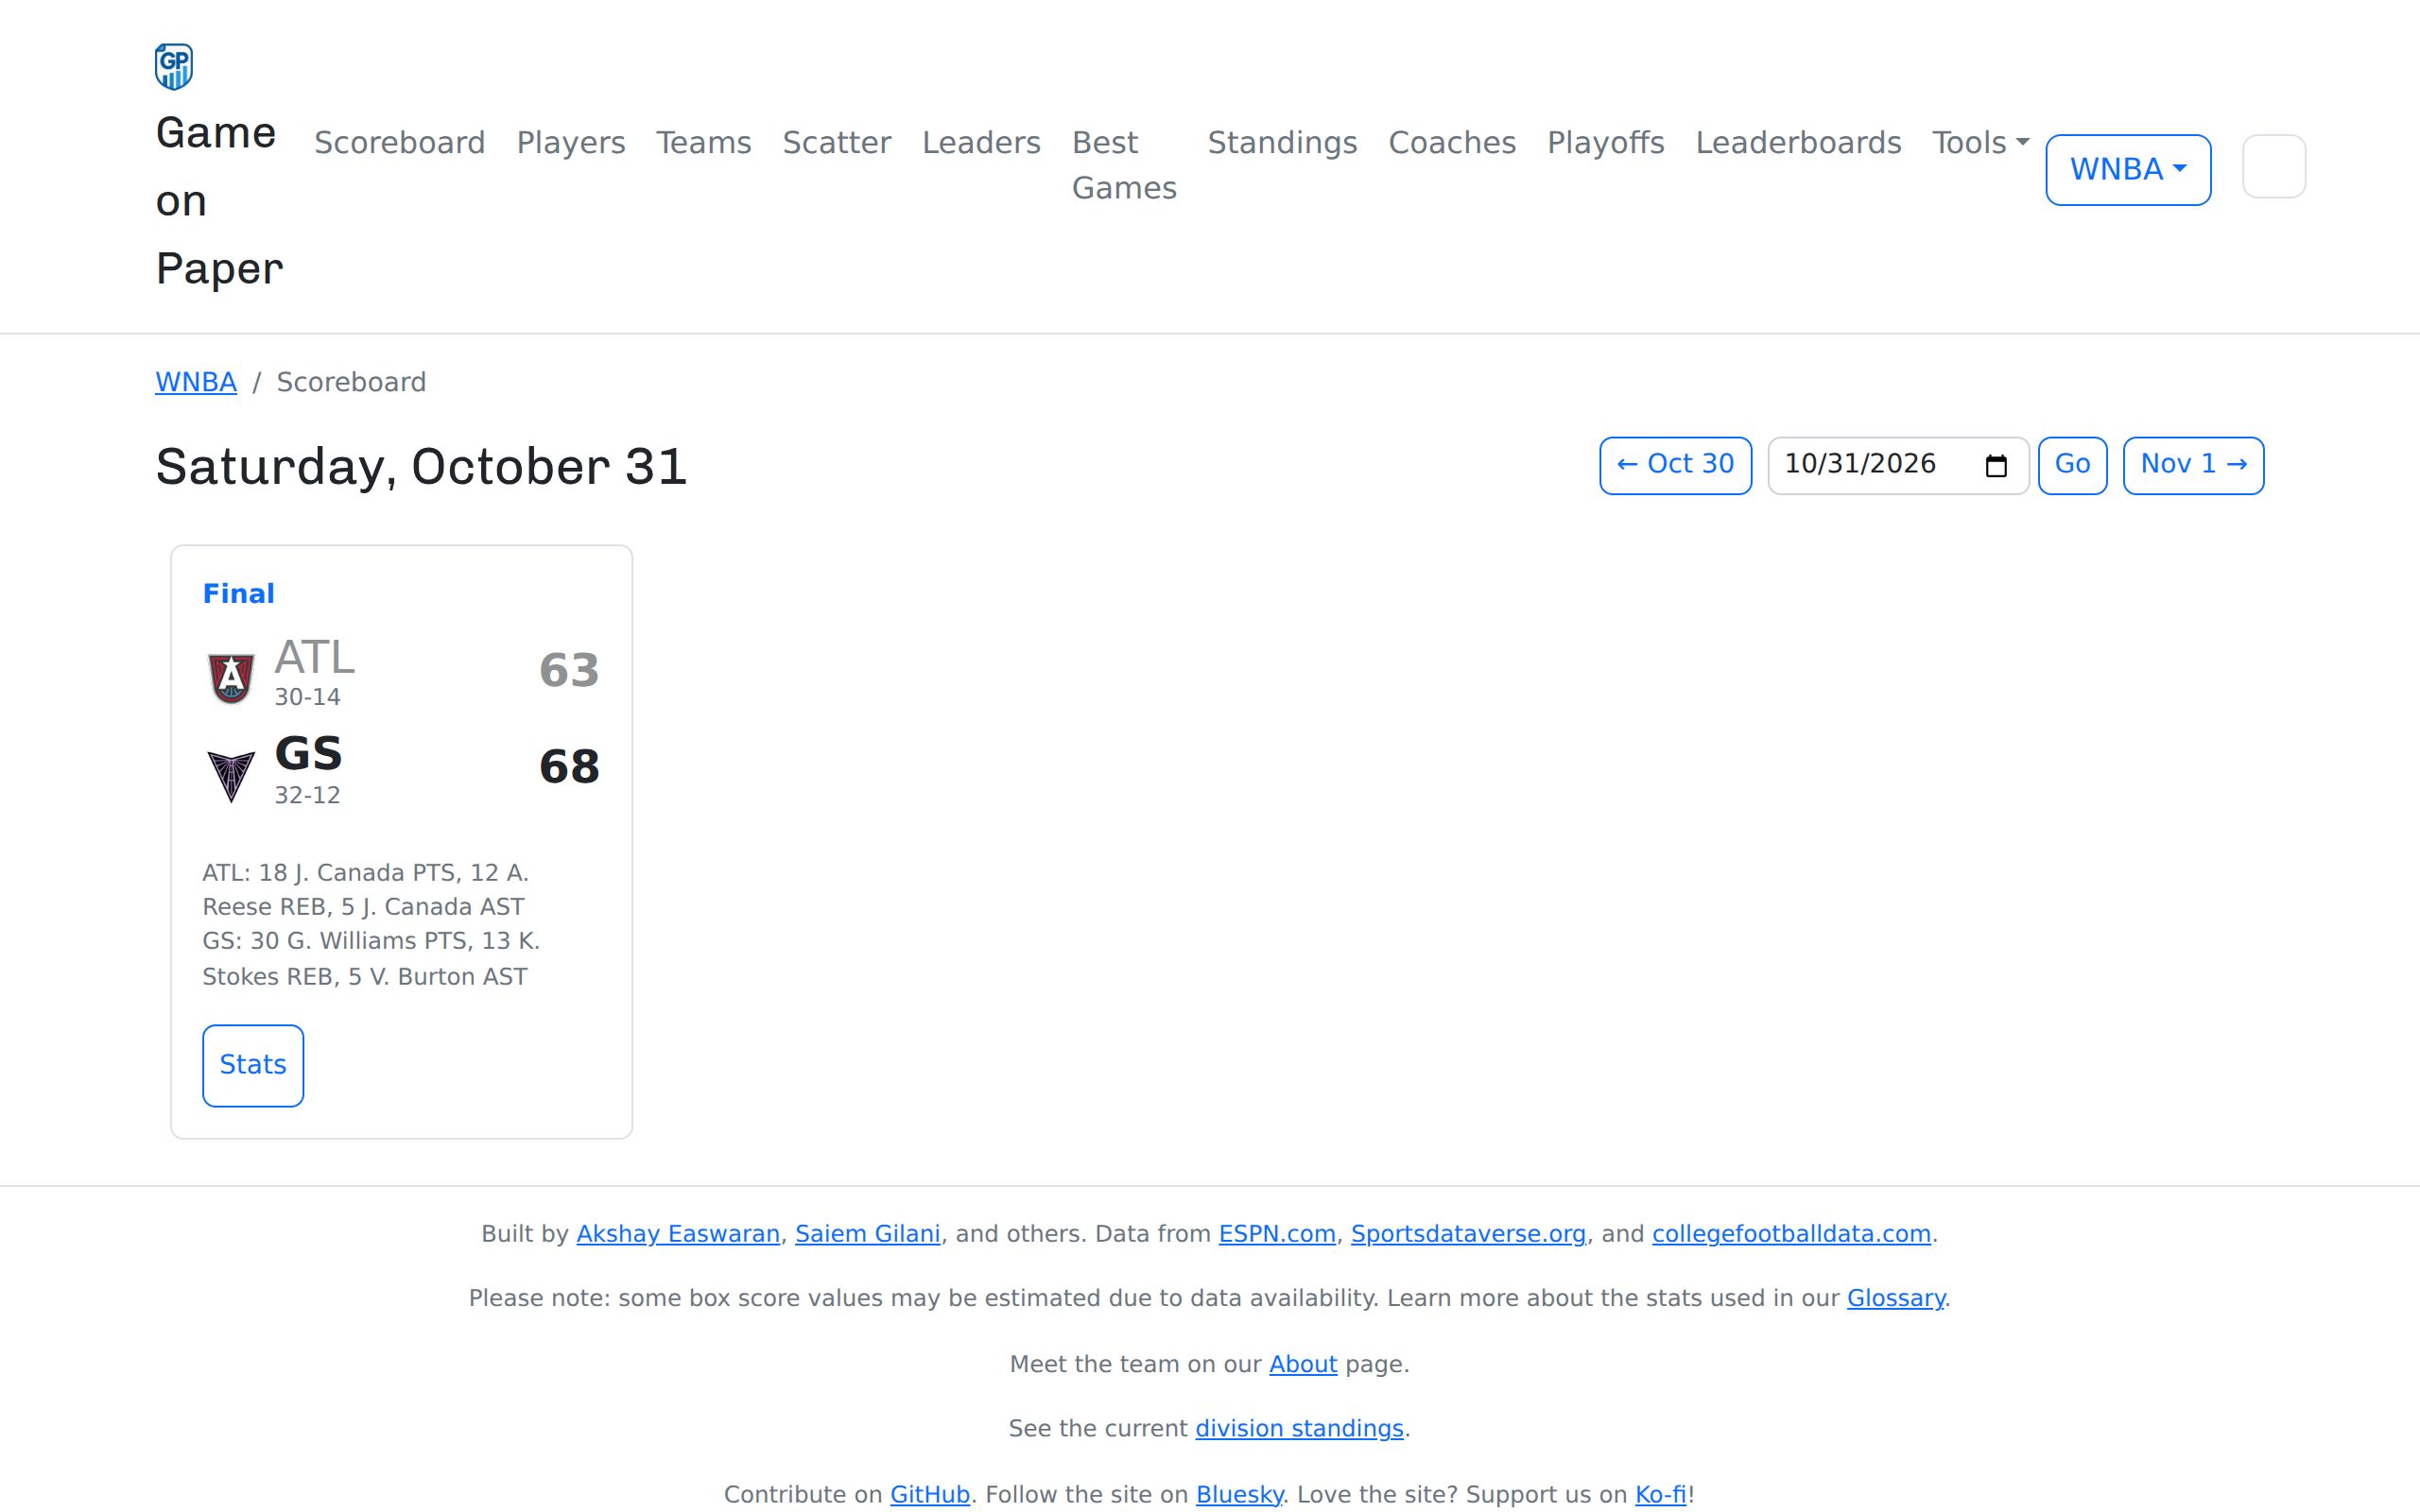 GP
Game
on
Paper
Scoreboard Players Teams Scatter Leaders Best Games Standings Coaches Playoffs Leaderboards Tools
WNBA
WNBA / Scoreboard
Saturday, October 31
← Oct 30 10/31/2026 Go Nov 1 →
Final
ATL 63
30-14
GS 68
32-12
ATL: 18 J. Canada PTS, 12 A.
Reese REB, 5 J. Canada AST
GS: 30 G. Williams PTS, 13 K.
Stokes REB, 5 V. Burton AST
Stats
Built by Akshay Easwaran, Saiem Gilani, and others. Data from ESPN.com, Sportsdataverse.org, and collegefootballdata.com.
Please note: some box score values may be estimated due to data availability. Learn more about the stats used in our Glossary.
Meet the team on our About page.
See the current division standings.
Contribute on GitHub. Follow the site on Bluesky. Love the site? Support us on Ko-fi!